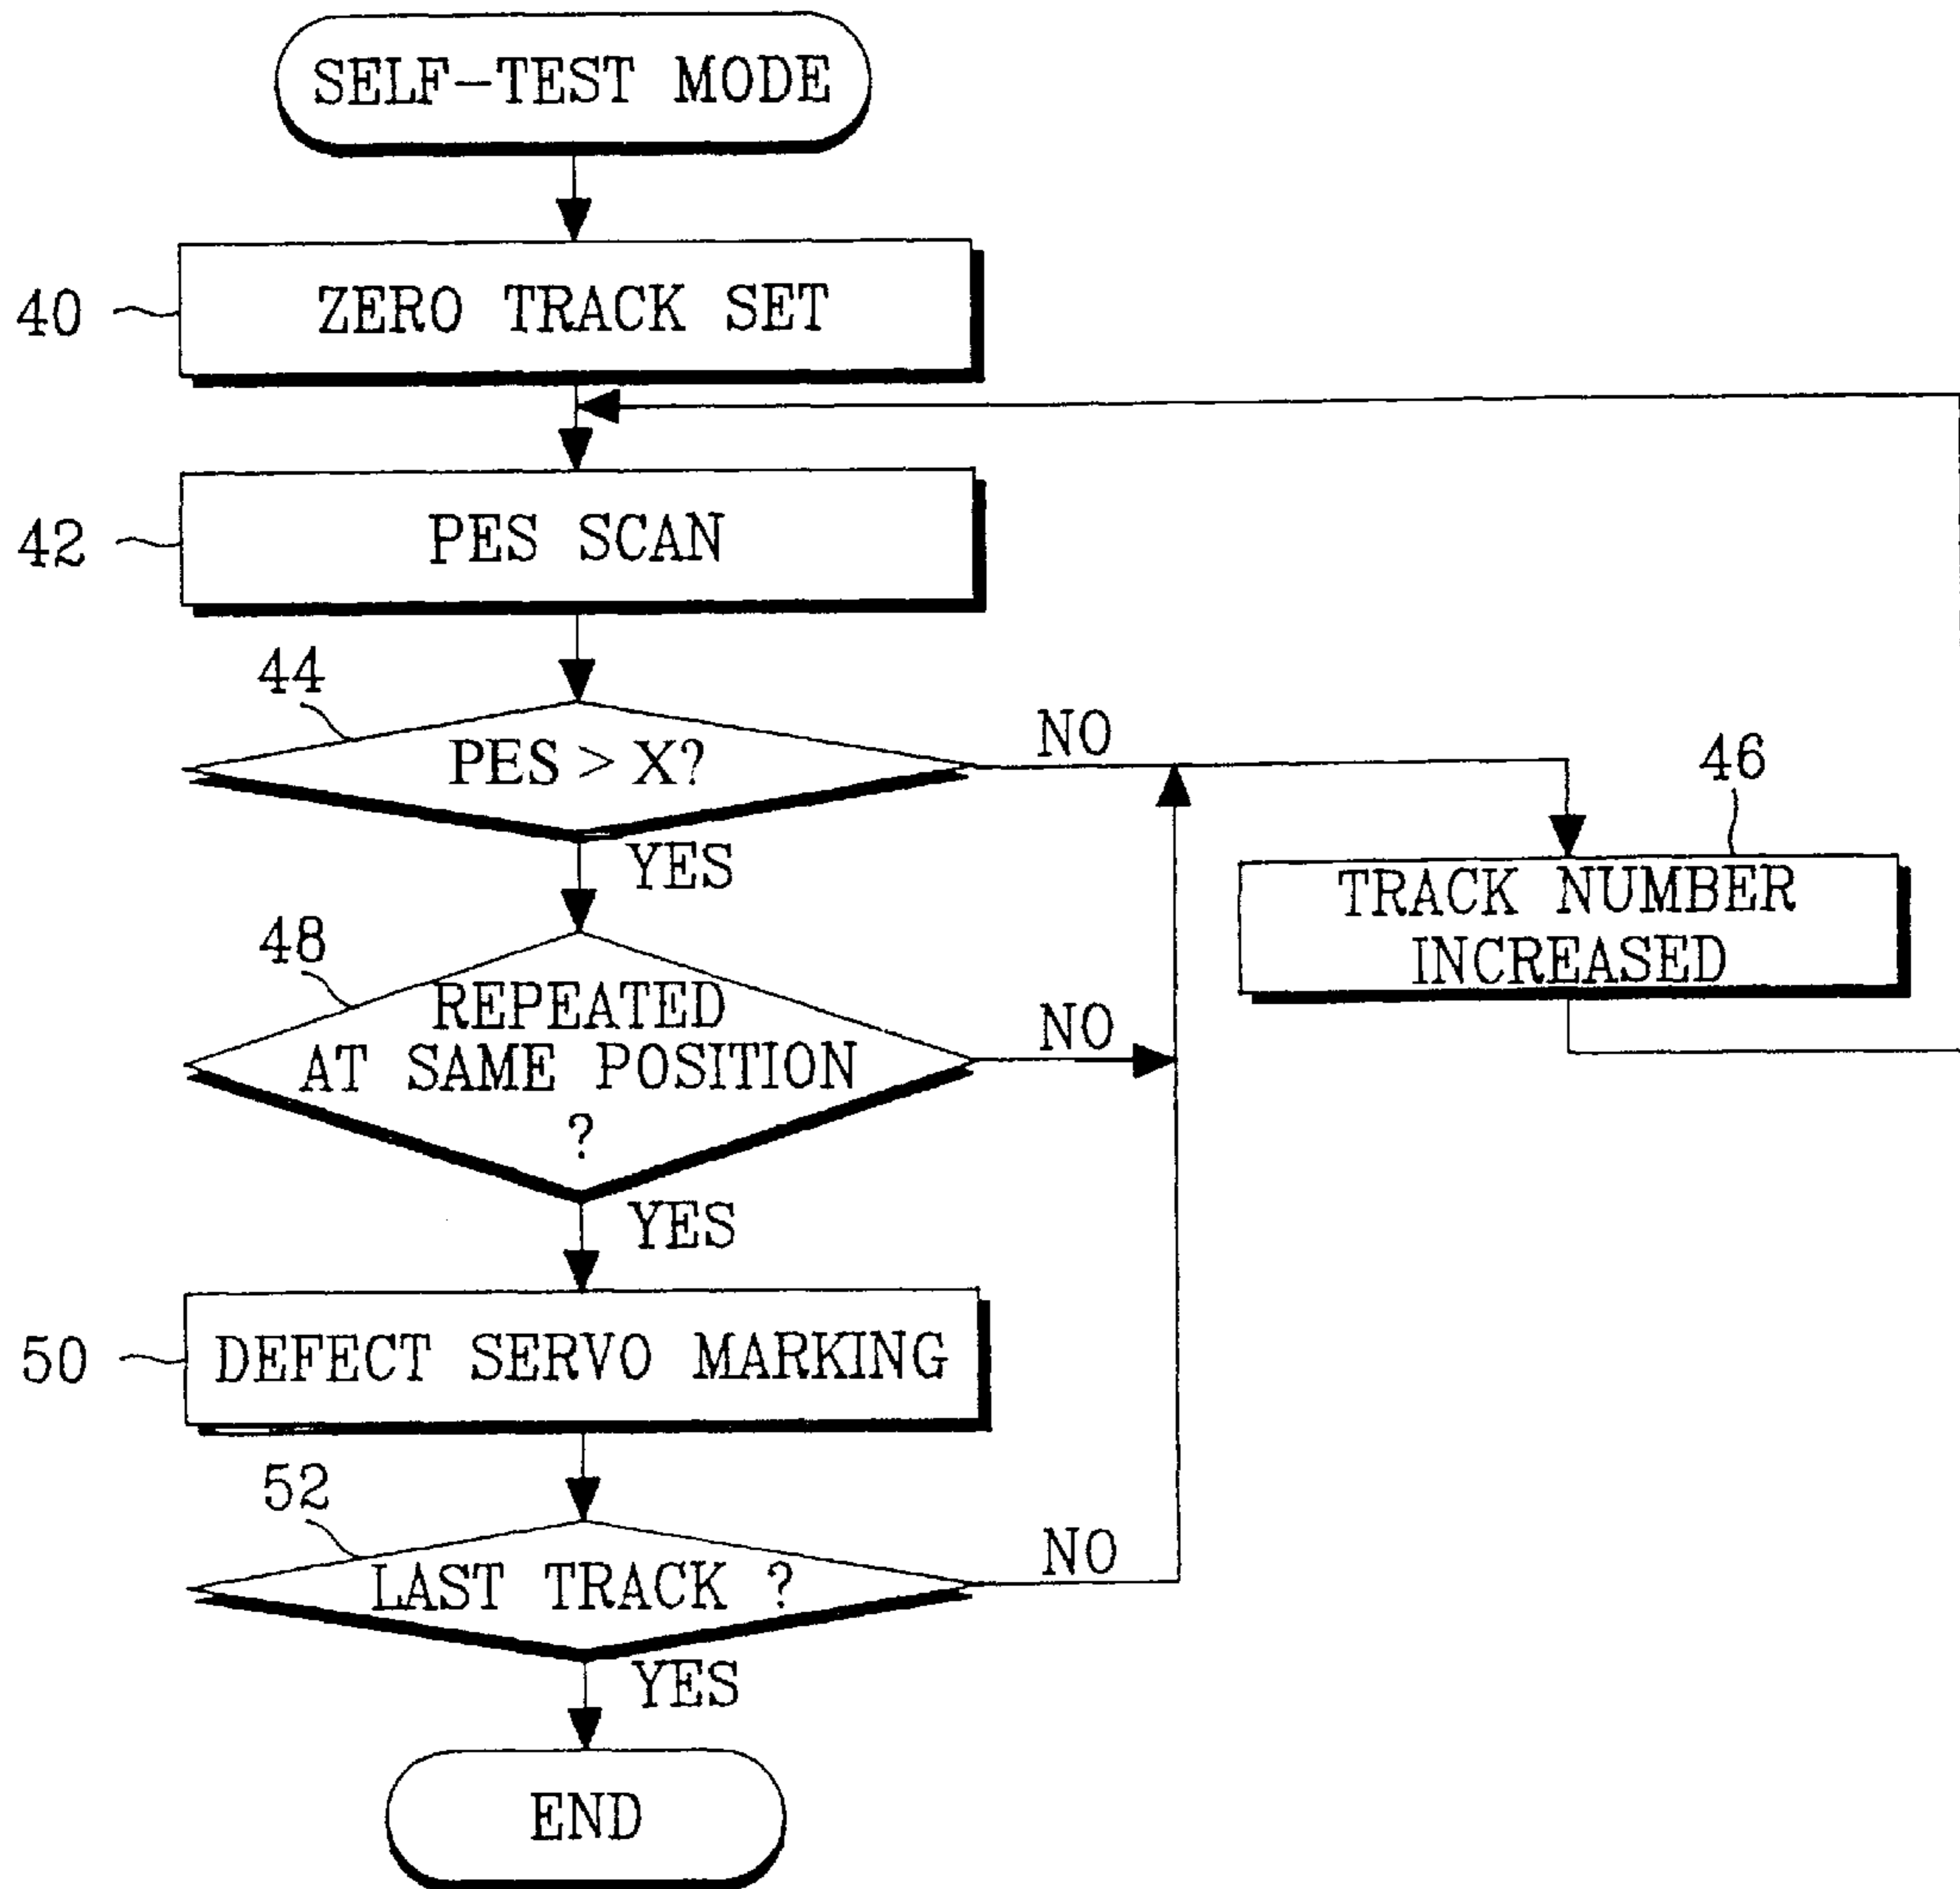 SELF-TEST MODE
40
ZERO TRACK SET
42
PES SCAN
44
PES > X?
NO
YES
46
TRACK NUMBER
INCREASED
48
REPEATED
AT SAME POSITION
?
NO
YES
50
DEFECT SERVO MARKING
52
LAST TRACK ?
NO
YES
END